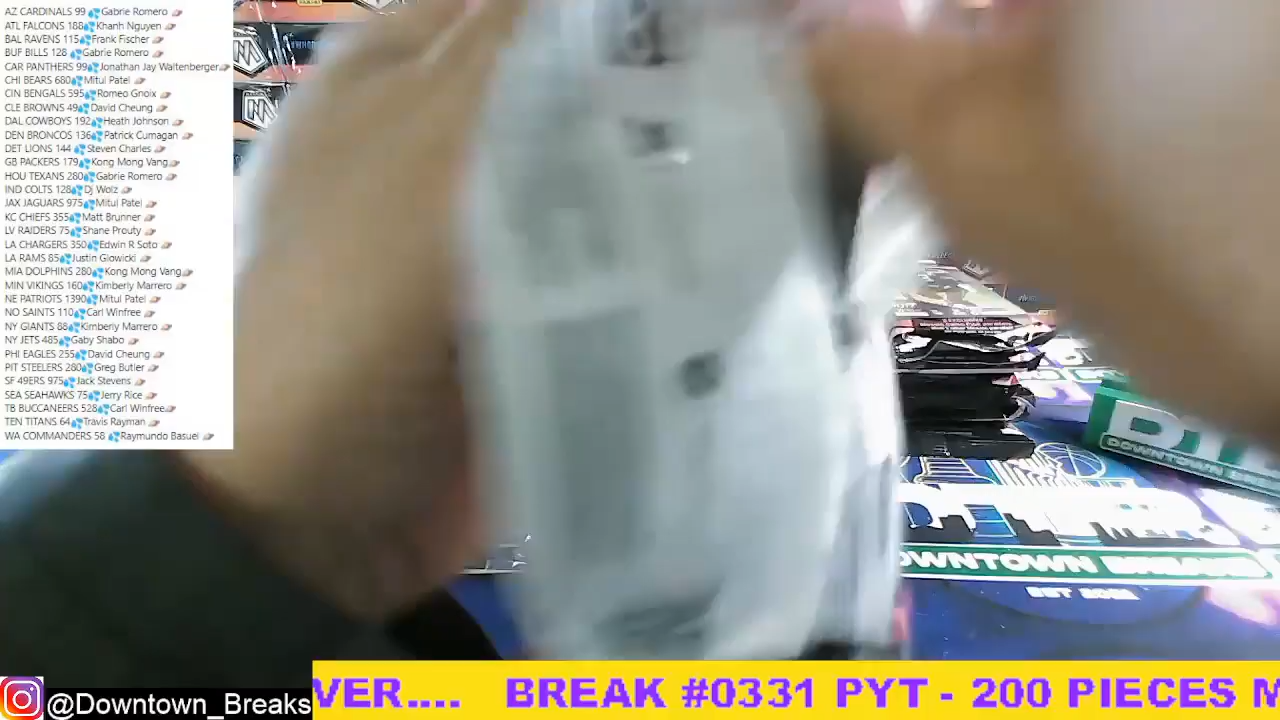 AZ CARDINALS 99💦Gabrie Romero
ATL FALCONS 188💦Khanh Nguyen
BAL RAVENS 115💦Frank Fischer
BUF BILLS 128 💦Gabrie Romero
CAR PANTHERS 99💦Jonathan Jay Waltenberger
CHI BEARS 680💦Mitul Patel
CIN BENGALS 595💦Romeo Gnoix
CLE BROWNS 49💦David Cheung
DAL COWBOYS 192💦Heath Johnson
DEN BRONCOS 136💦Patrick Cumagan
DET LIONS 144 💦Steven Charles
GB PACKERS 179💦Kong Mong Vang
HOU TEXANS 280💦Gabrie Romero
IND COLTS 128💦DJ Wolz
JAX JAGUARS 975💦Mitul Patel
KC CHIEFS 355💦Matt Brunner
LV RAIDERS 75💦Shane Prouty
LA CHARGERS 350💦Edwin R Soto
LA RAMS 85💦Justin Glowicki
MIA DOLPHINS 280💦Kong Mong Vang
MIN VIKINGS 160💦Kimberly Marrero
NE PATRIOTS 1390💦Mitul Patel
NO SAINTS 110💦Carl Winfree
NY GIANTS 88💦Kimberly Marrero
NY JETS 485💦Gaby Shabo
PHI EAGLES 255💦David Cheung
PIT STEELERS 280💦Greg Butler
SF 49ERS 975💦Jack Stevens
SEA SEAHAWKS 75💦Jerry Rice
TB BUCCANEERS 528💦Carl Winfree
TEN TITANS 64💦Travis Rayman
WA COMMANDERS 58 💦Raymundo Basuel
DOWNTOWN
DOWNTOWN
EST
@Downtown_Breaks
VER.... BREAK #0331 PYT - 200 PIECES M